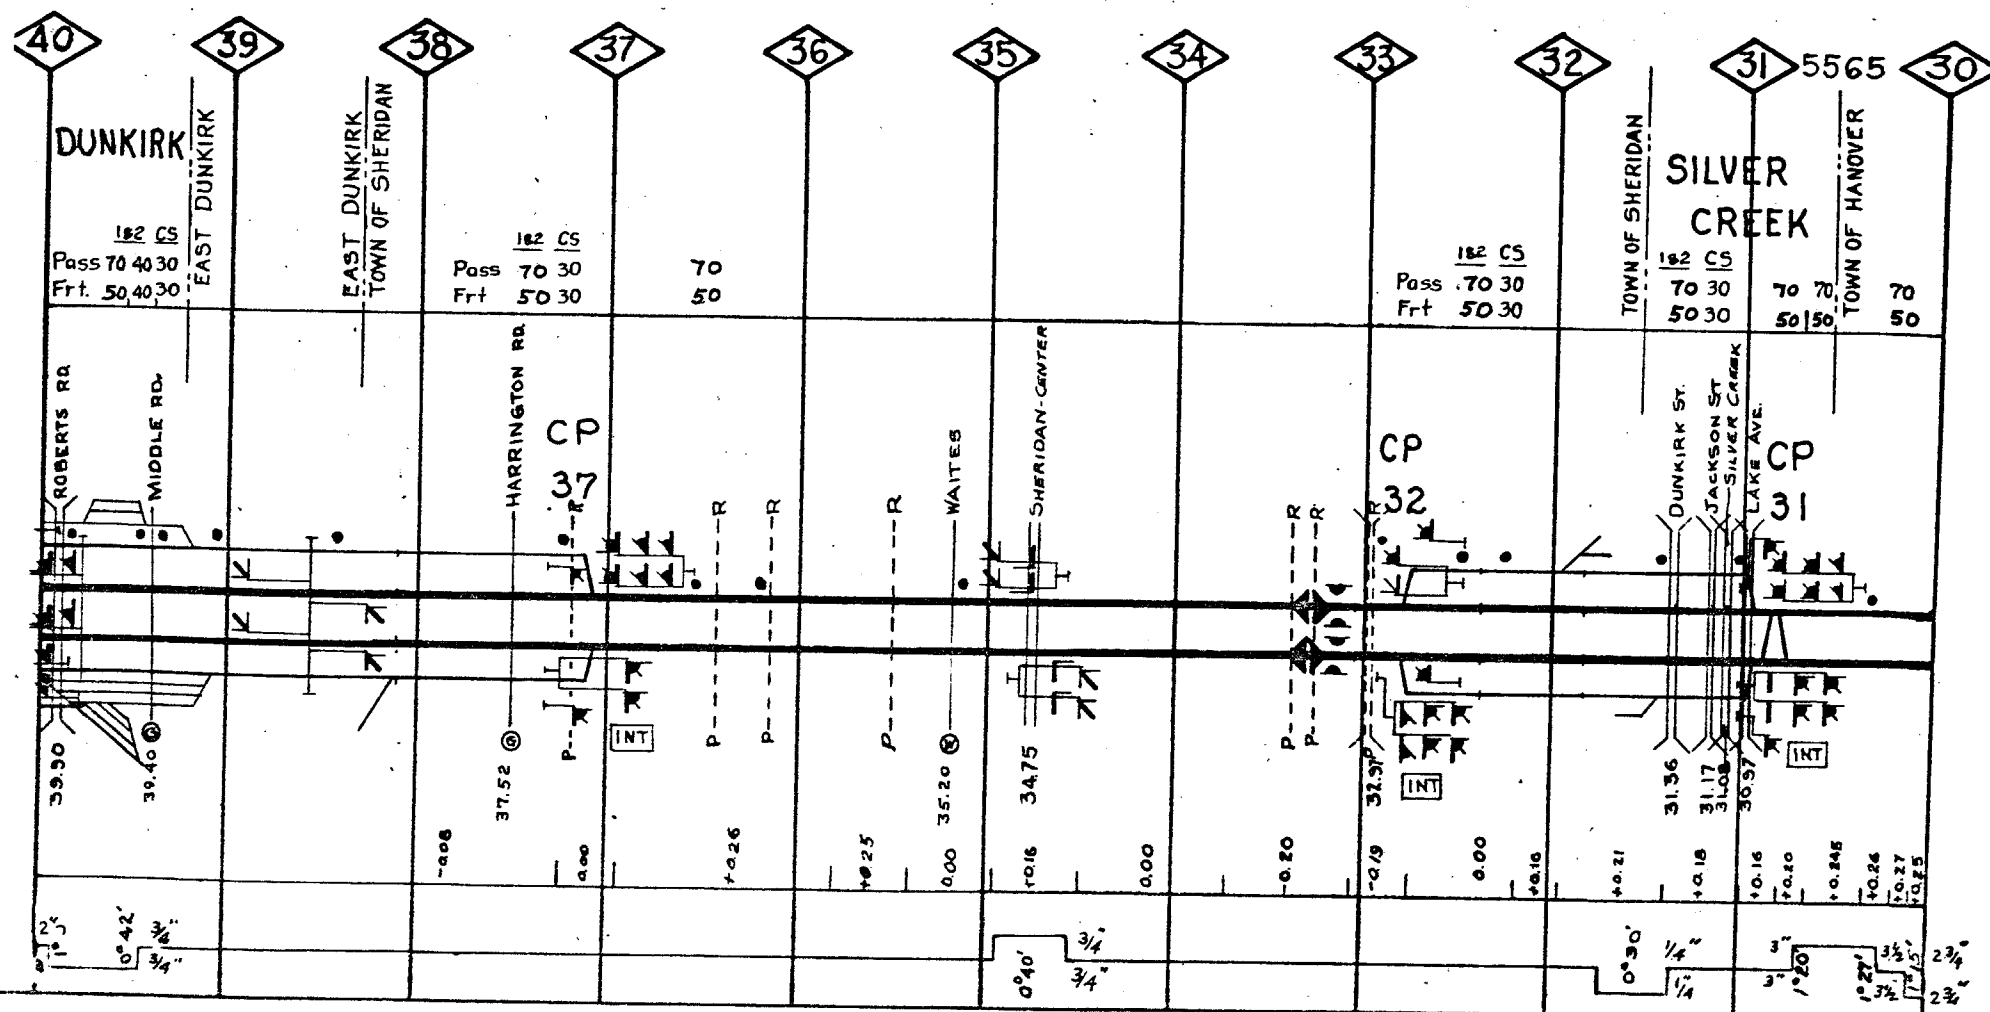 40 39 38 37 36 35 34 33 32 31 5565 30
DUNKIRK
EAST DUNKIRK
EAST DUNKIRK
TOWN OF SHERIDAN
TOWN OF SHERIDAN
SILVER
CREEK
TOWN OF HANOVER
1&2 CS
Pass 70 40 30
Frt. 50 40 30
1&2 CS
Pass 70 30
Frt 50 30
70
50
1&2 CS
Pass 70 30
Frt 50 30
1&2 CS
70 30
50 30
70 70
50 50
70
50
ROBERTS RD
MIDDLE RD.
HARRINGTON RD.
CP
37
WAITES
SHERIDAN-CENTER
CP
32
DUNKIRK ST.
JACKSON ST
SILVER CREEK
LAKE AVE.
CP
31
R R R R R R R
P P P P P P P
INT
INT
INT
39.90
39.40
37.52
35.20
34.75
32.97
31.36
31.17
31.08
30.97
-0.08
0.00
+0.26
+0.25
0.00
+0.16
0.00
-0.20
-0.19
0.00
+0.16
+0.21
+0.18
+0.16
+0.20
+0.245
+0.26
+0.27
+0.25
2"
0°42'
3/4"
3/4"
0°40'
3/4"
3/4"
0°30'
1/4"
1/4
3"
3"
1°20'
1°27'
3½"
3½
1°15'
2¾"
2¾"